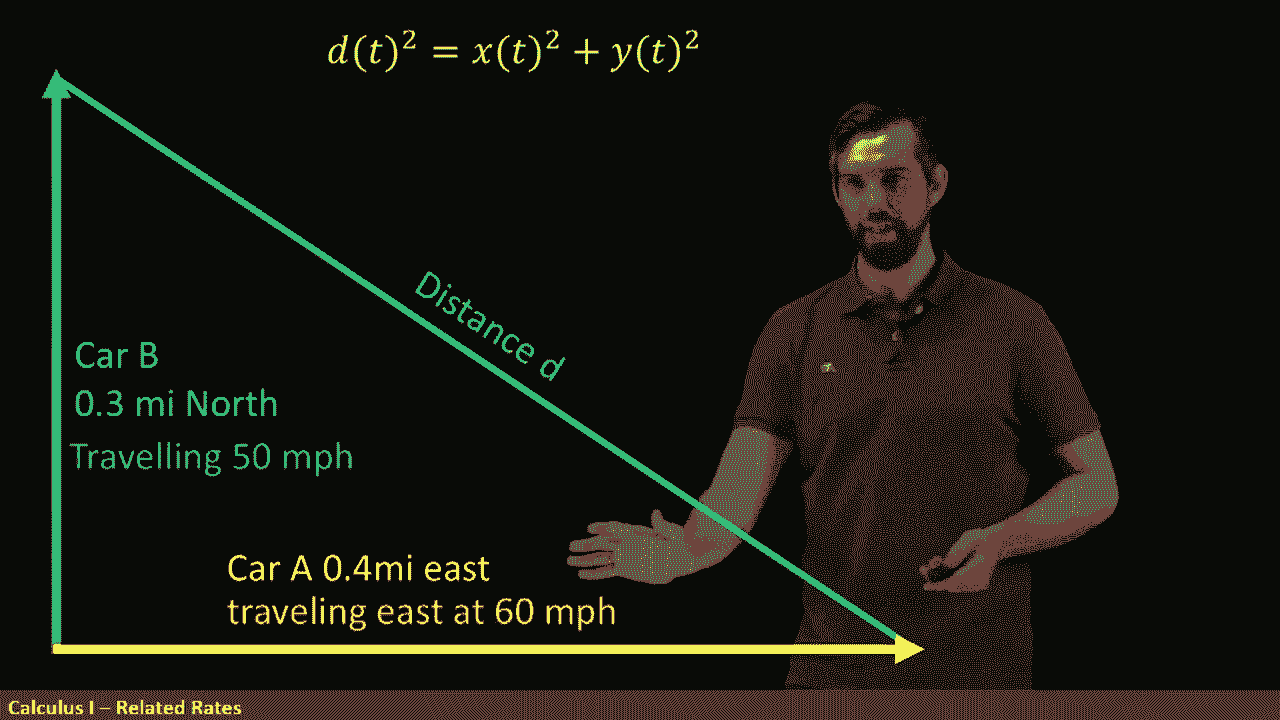 d(t)² = x(t)² + y(t)²
Distance d
Car B
0.3 mi North
Travelling 50 mph
Car A 0.4mi east
traveling east at 60 mph
Calculus I – Related Rates